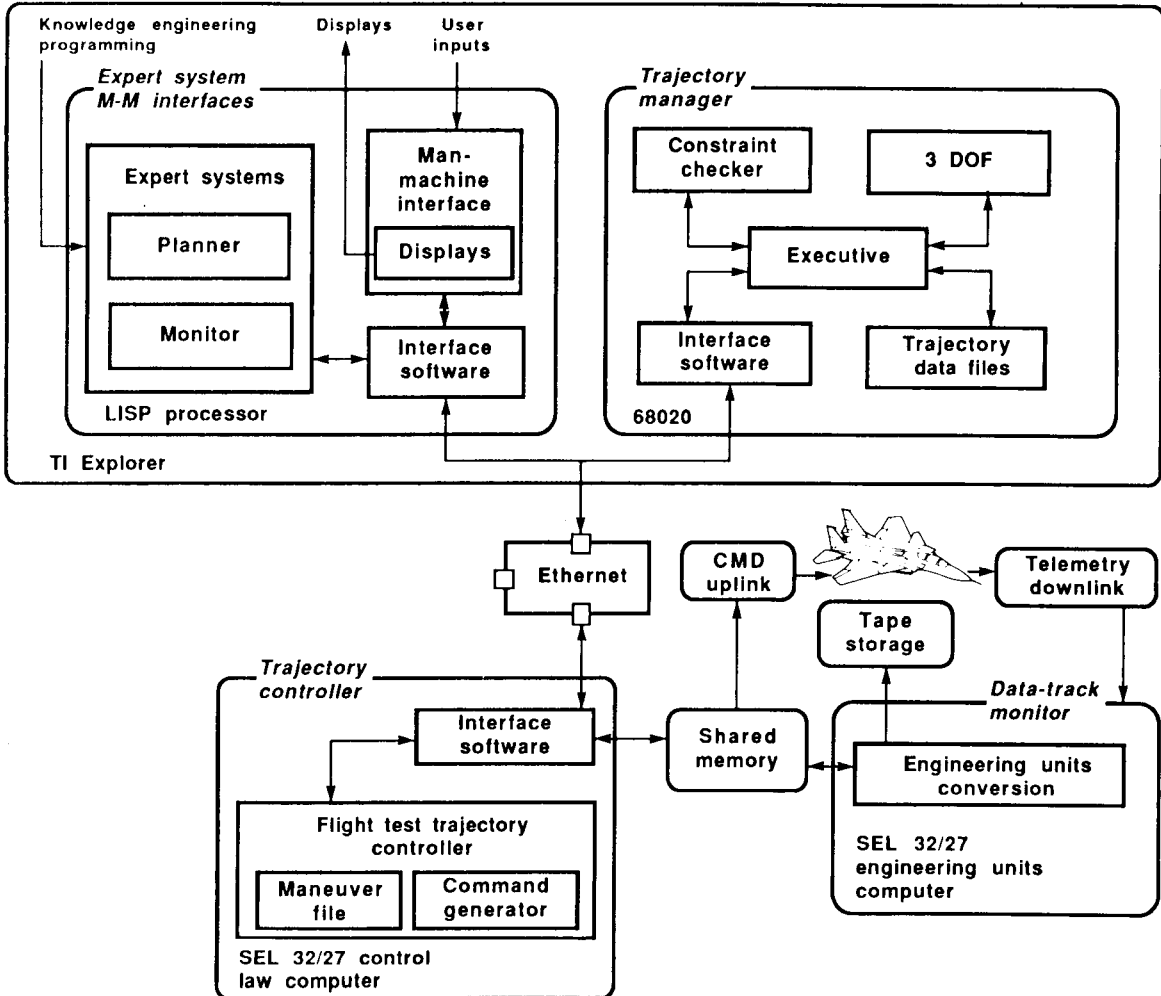 Knowledge engineering
programming
Displays
User
inputs
Expert system
M-M interfaces
Expert systems
Planner
Monitor
LISP processor
Man-
machine
interface
Displays
Interface
software
TI Explorer
Trajectory
manager
Constraint
checker
3 DOF
Executive
Interface
software
Trajectory
data files
68020
Ethernet
CMD
uplink
Telemetry
downlink
Tape
storage
Trajectory
controller
Interface
software
Shared
memory
Data-track
monitor
Engineering units
conversion
SEL 32/27
engineering units
computer
Flight test trajectory
controller
Maneuver
file
Command
generator
SEL 32/27 control
law computer